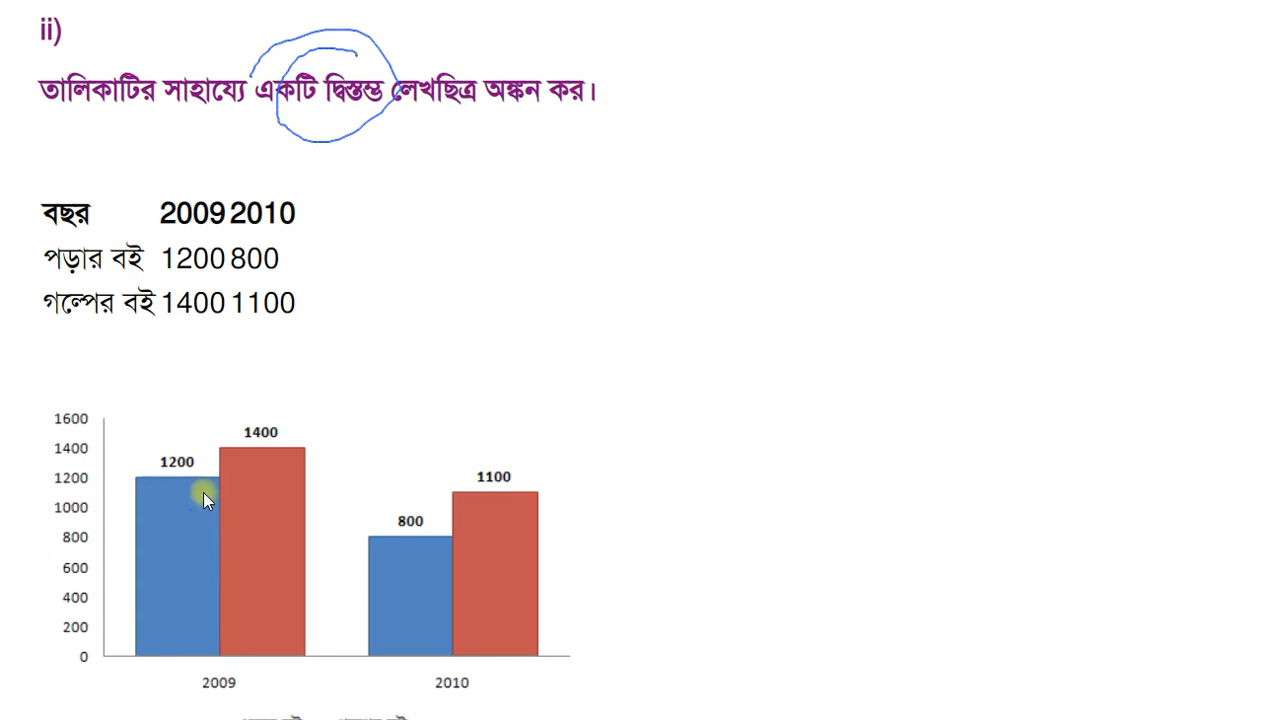 ii)
তালিকাটির সাহায্যে একটি দ্বিস্তম্ভ লেখছিত্র অঙ্কন কর।
বছর 2009 2010
পড়ার বই 1200 800
গল্পের বই 1400 1100
1600
1400
1400
1200
1200
1100
1000
800
800
600
400
200
0
2009 2010